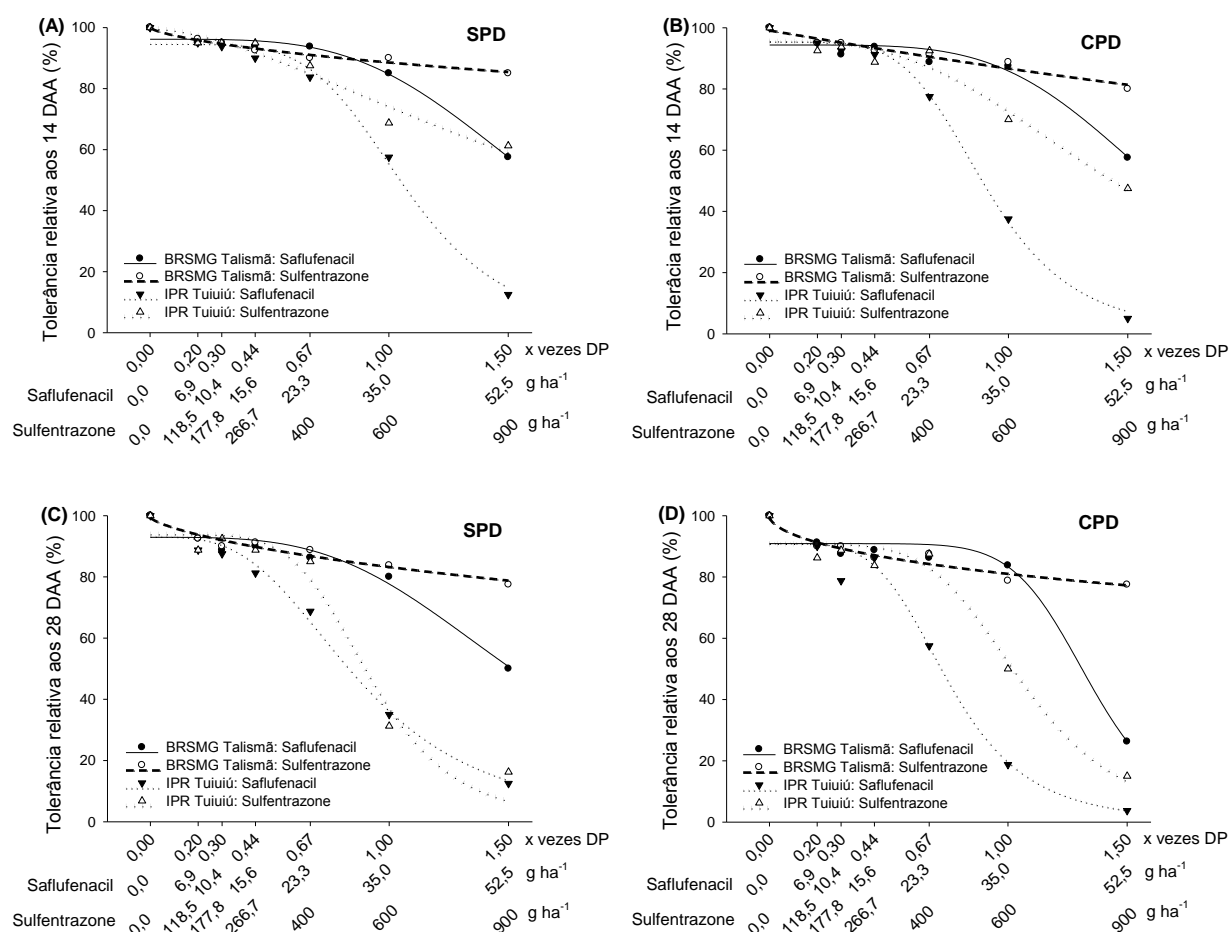 (A)
SPD
Tolerância relativa aos 14 DAA (%)
100
80
60
40
20
0
BRSMG Talismã: Saflufenacil
BRSMG Talismã: Sulfentrazone
IPR Tuiuiú: Saflufenacil
IPR Tuiuiú: Sulfentrazone
0,00 0,20 0,30 0,44 0,67 1,00 1,50 x vezes DP
Saflufenacil 0,0 6,9 10,4 15,6 23,3 35,0 52,5 g ha-1
Sulfentrazone 0,0 118,5 177,8 266,7 400 600 900 g ha-1
(B)
CPD
Tolerâcia relativa aos 14 DAA (%)
100
80
60
40
20
0
BRSMG Talismã: Saflufenacil
BRSMG Talismã: Sulfentrazone
IPR Tuiuiú: Saflufenacil
IPR Tuiuiú: Sulfentrazone
0,00 0,20 0,30 0,44 0,67 1,00 1,50 x vezes DP
Saflufenacil 0,0 6,9 10,4 15,6 23,3 35,0 52,5 g ha-1
Sulfentrazone 0,0 118,5 177,8 266,7 400 600 900 g ha-1
(C)
SPD
Tolerância relativa aos 28 DAA (%)
100
80
60
40
20
0
BRSMG Talismã: Saflufenacil
BRSMG Talismã: Sulfentrazone
IPR Tuiuiú: Saflufenacil
IPR Tuiuiú: Sulfentrazone
0,00 0,20 0,30 0,44 0,67 1,00 1,50 x vezes DP
Saflufenacil 0,0 6,9 10,4 15,6 23,3 35,0 52,5 g ha-1
Sulfentrazone 0,0 118,5 177,8 266,7 400 600 900 g ha-1
(D)
CPD
Tolerância relativa aos 28 DAA (%)
100
80
60
40
20
0
BRSMG Talismã: Saflufenacil
BRSMG Talismã: Sulfentrazone
IPR Tuiuiú: Saflufenacil
IPR Tuiuiú: Sulfentrazone
0,00 0,20 0,30 0,44 0,67 1,00 1,50 x vezes DP
Saflufenacil 0,0 6,9 10,4 15,6 23,3 35,0 52,5 g ha-1
Sulfentrazone 0,0 118,5 177,8 266,7 400 600 900 g ha-1